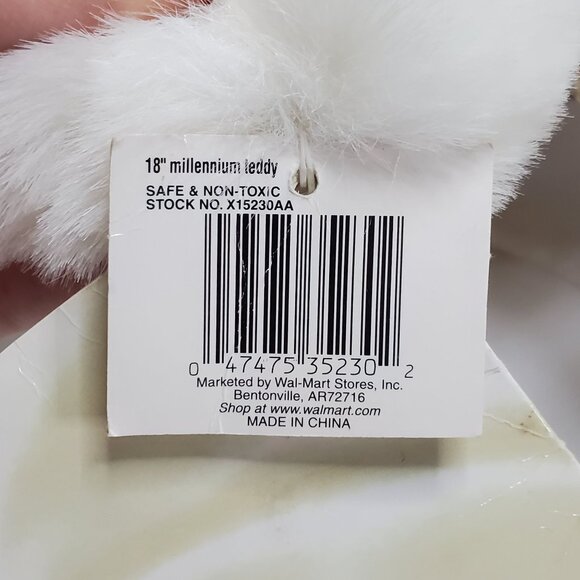 18" millennium teddy
SAFE & NON-TOXIC
STOCK NO. X15230AA
0 47475 35230 2
Marketed by Wal-Mart Stores, Inc.
Bentonville, AR72716
Shop at www.walmart.com
MADE IN CHINA